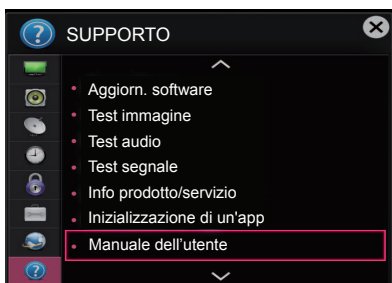 SUPPORTO
Aggiorn. software
Test immagine
Test audio
Test segnale
Info prodotto/servizio
Inizializzazione di un'app
Manuale dell'utente